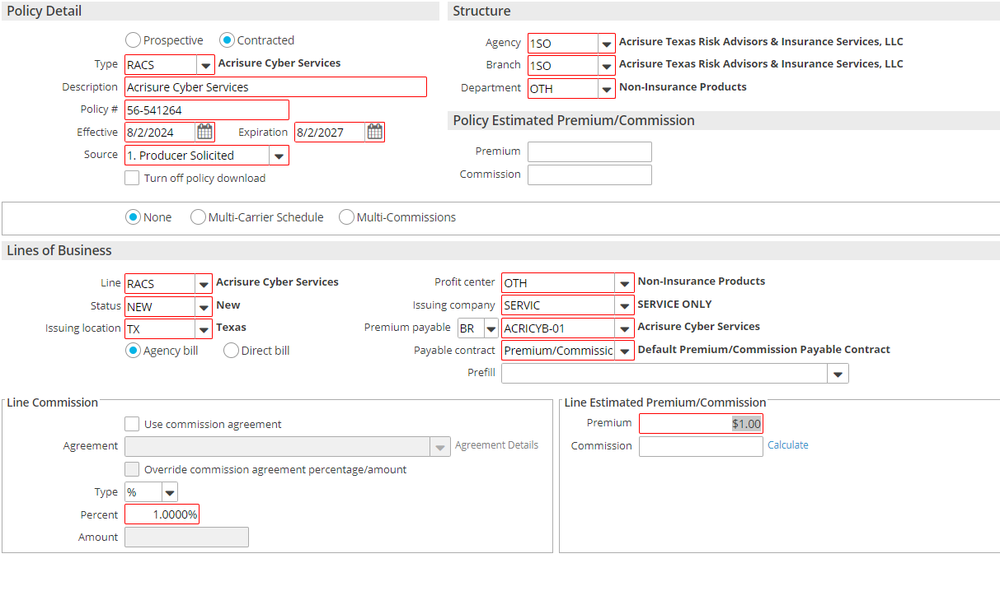 Policy Detail
Prospective Contracted
Type RACS Acrisure Cyber Services
Description Acrisure Cyber Services
Policy # 56-541264
Effective 8/2/2024 Expiration 8/2/2027
Source 1. Producer Solicited
Turn off policy download
Structure
Agency 1SO Acrisure Texas Risk Advisors & Insurance Services, LLC
Branch 1SO Acrisure Texas Risk Advisors & Insurance Services, LLC
Department OTH Non-Insurance Products
Policy Estimated Premium/Commission
Premium
Commission
None Multi-Carrier Schedule Multi-Commissions
Lines of Business
Line RACS Acrisure Cyber Services
Status NEW New
Issuing location TX Texas
Agency bill Direct bill
Profit center OTH Non-Insurance Products
Issuing company SERVIC SERVICE ONLY
Premium payable BR ACRICYB-01 Acrisure Cyber Services
Payable contract Premium/Commissic Default Premium/Commission Payable Contract
Prefill
Line Commission
Use commission agreement
Agreement Agreement Details
Override commission agreement percentage/amount
Type %
Percent 1.0000%
Amount
Line Estimated Premium/Commission
Premium $1.00
Commission Calculate